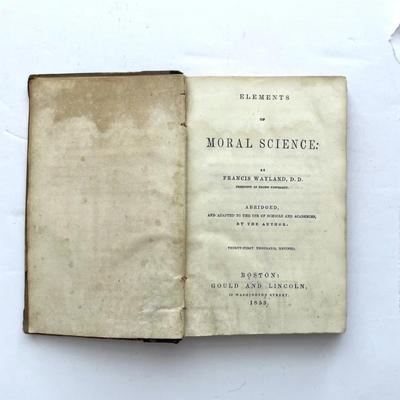 ELEMENTS
OF
MORAL SCIENCE:
BY
FRANCIS WAYLAND, D. D.
PRESIDENT OF BROWN UNIVERSITY.
ABRIDGED,
AND ADAPTED TO THE USE OF SCHOOLS AND ACADEMIES,
BY THE AUTHOR.
THIRTY-FIRST THOUSAND, REVISED.
BOSTON:
GOULD AND LINCOLN,
59 WASHINGTON STREET.
1853.